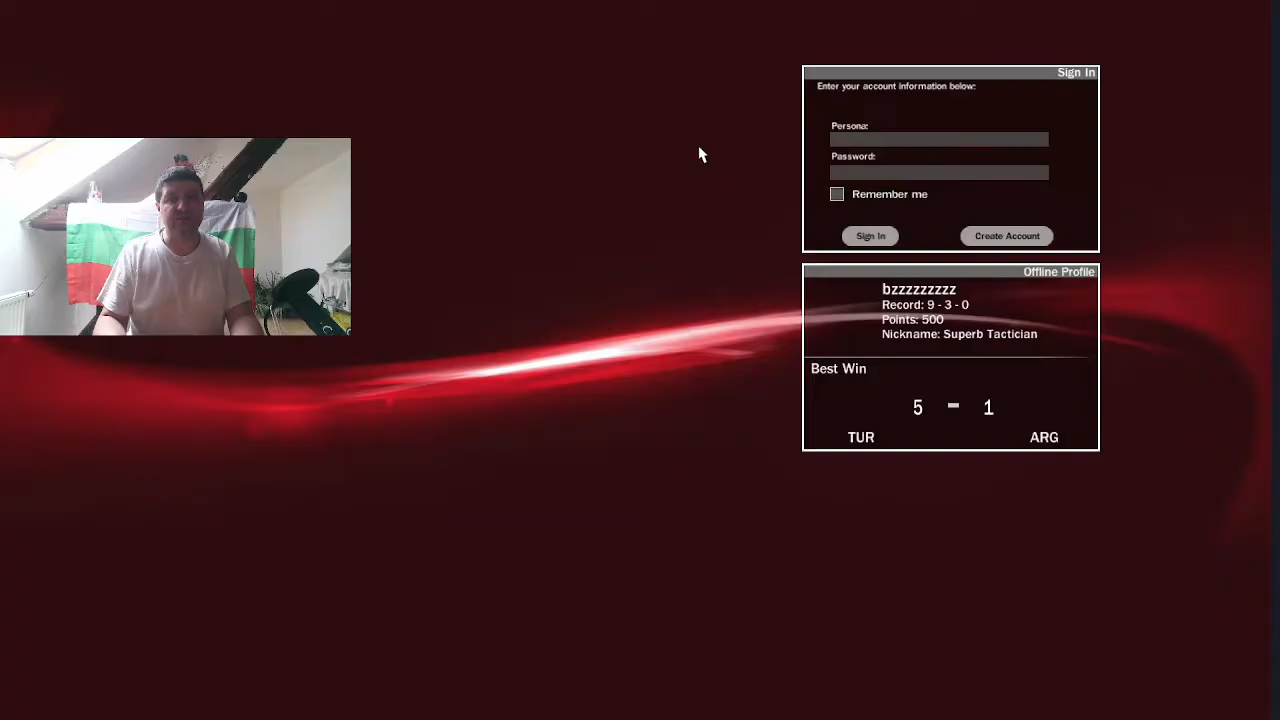 Sign In
Enter your account information below:
Persona:
Password:
Remember me
Sign In
Create Account
Offline Profile
bzzzzzzzzz
Record: 9 - 3 - 0
Points: 500
Nickname: Superb Tactician
Best Win
5 - 1
TUR ARG